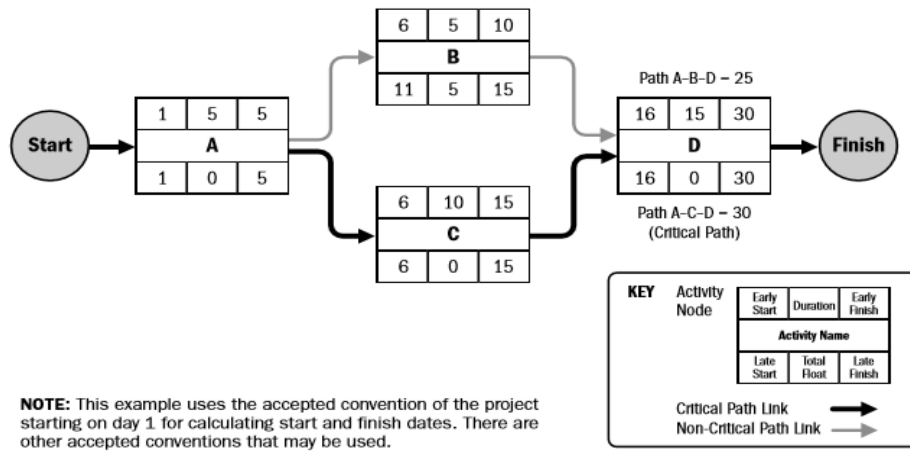 Start
1 5 5
A
1 0 5
6 5 10
B
11 5 15
6 10 15
C
6 0 15
Path A–B–D – 25
16 15 30
D
16 0 30
Path A–C–D – 30
(Critical Path)
Finish
KEY
Activity
Node
Early
Start
Duration
Early
Finish
Activity Name
Late
Start
Total
Float
Late
Finish
Critical Path Link
Non-Critical Path Link
NOTE: This example uses the accepted convention of the project
starting on day 1 for calculating start and finish dates. There are
other accepted conventions that may be used.